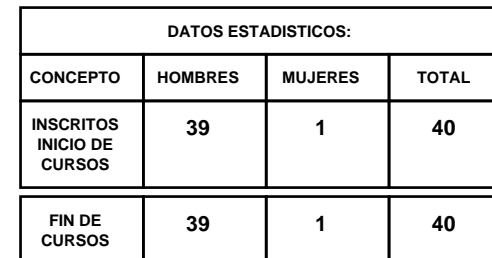 DATOS ESTADISTICOS:
CONCEPTO HOMBRES MUJERES TOTAL
INSCRITOS
INICIO DE
CURSOS
39 1 40
FIN DE
CURSOS
39 1 40